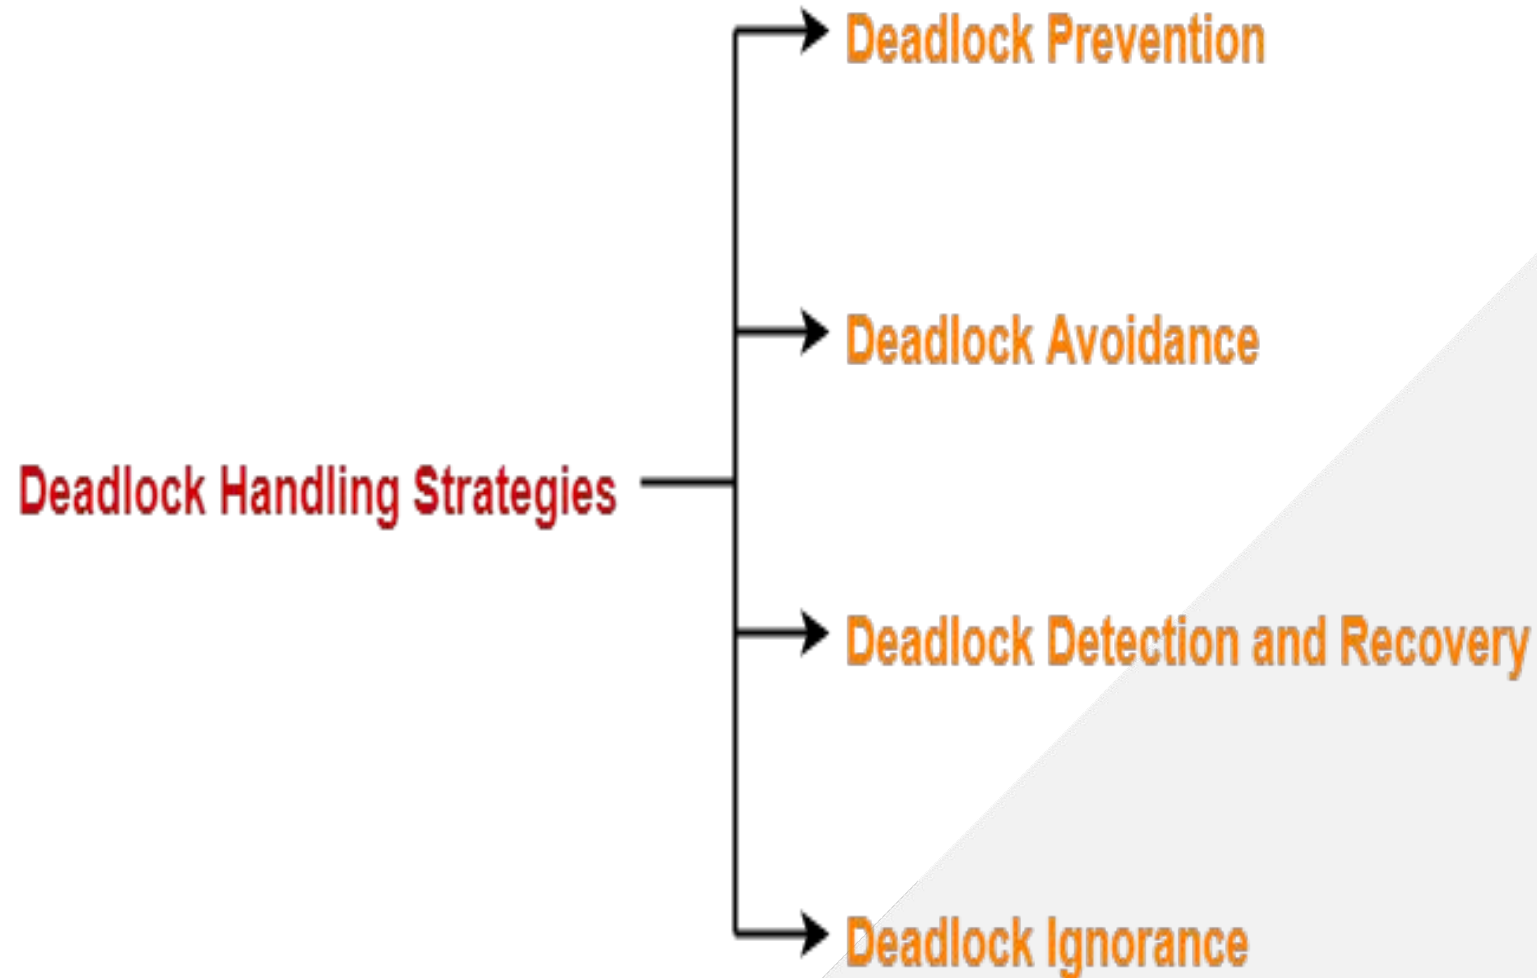 Deadlock Prevention
Deadlock Avoidance
Deadlock Handling Strategies
Deadlock Detection and Recovery
Deadlock Ignorance